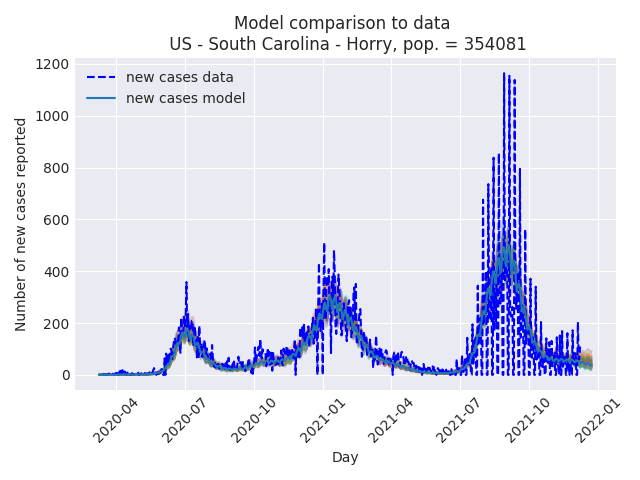 Model comparison to data
US - South Carolina - Horry, pop. = 354081
new cases data
new cases model
Number of new cases reported
1200
1000
800
600
400
200
0
2020-04
2020-07
2020-10
2021-01
2021-04
2021-07
2021-10
2022-01
Day